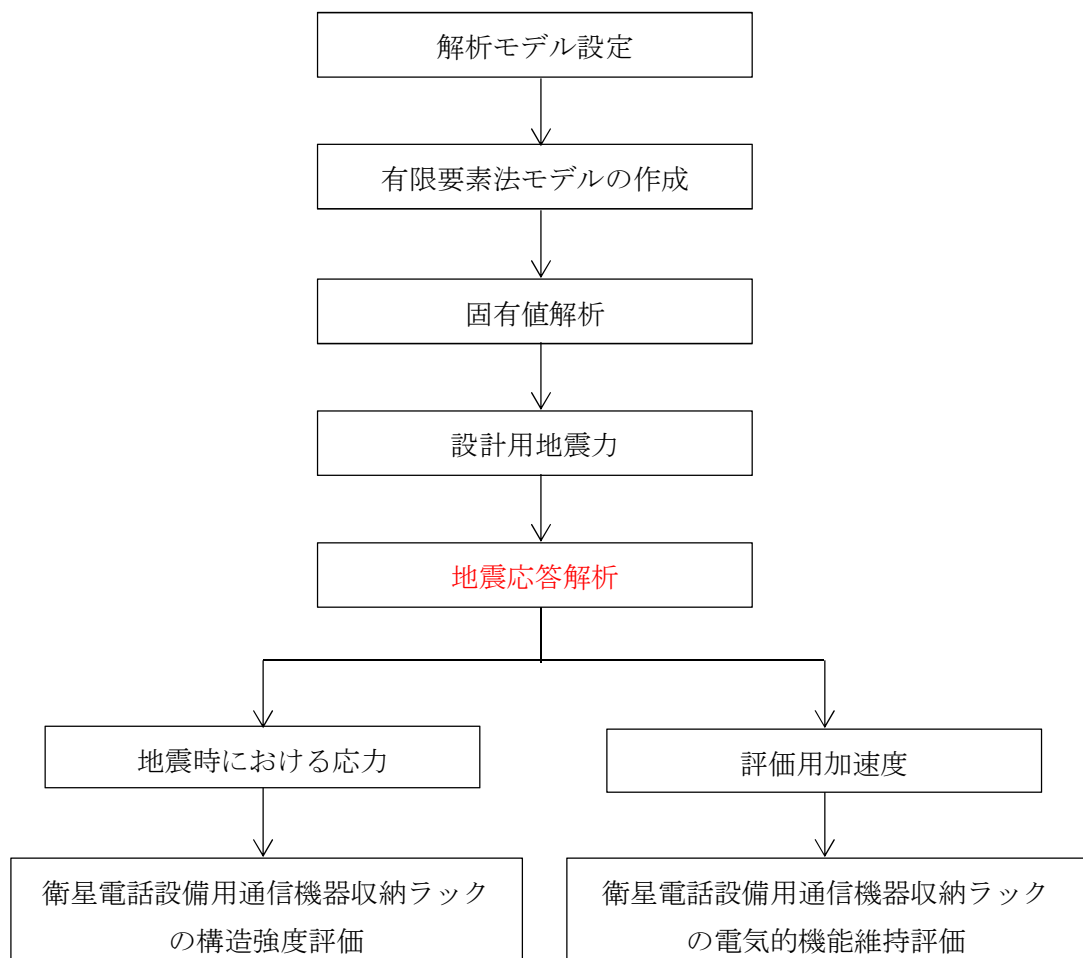 解析モデル設定
有限要素法モデルの作成
固有値解析
設計用地震力
地震応答解析
地震時における応力
評価用加速度
衛星電話設備用通信機器収納ラック
の構造強度評価
衛星電話設備用通信機器収納ラック
の電気的機能維持評価